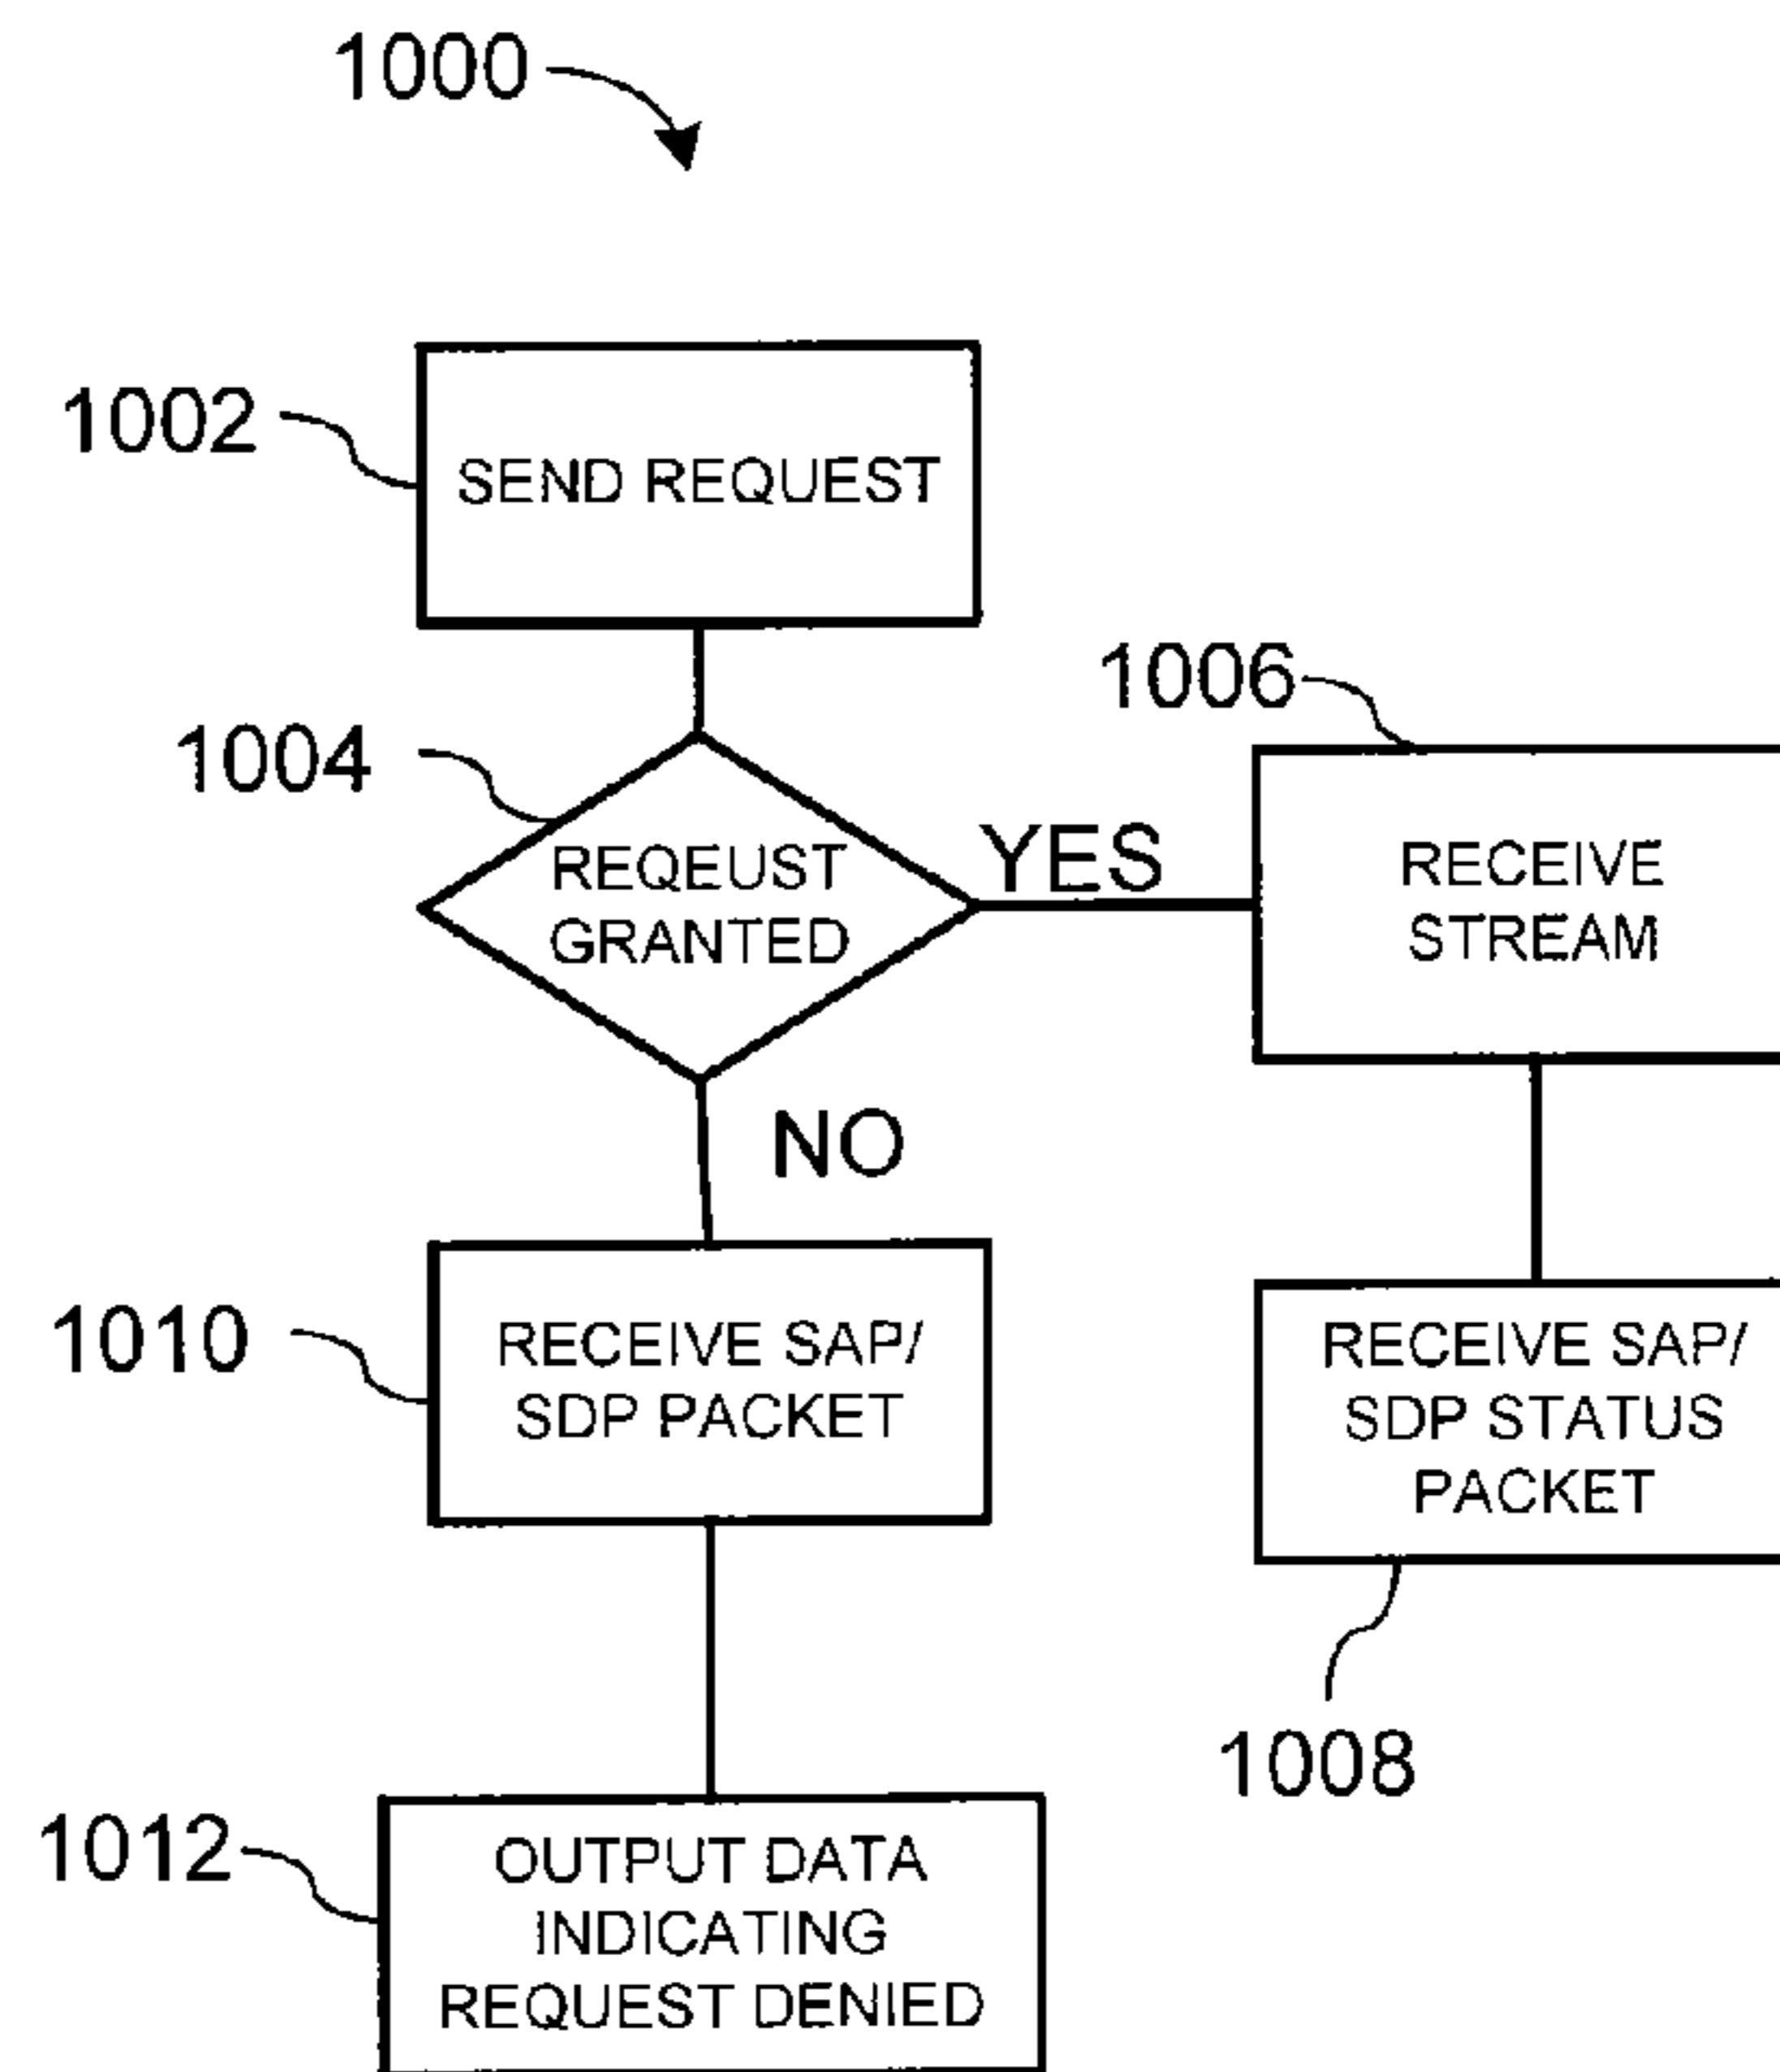 1000
1002
SEND REQUEST
1006
1004
REQEUST
GRANTED
YES
RECEIVE
STREAM
NO
1010
RECEIVE SAP/
SDP PACKET
RECEIVE SAP/
SDP STATUS
PACKET
1008
1012
OUTPUT DATA
INDICATING
REQUEST DENIED